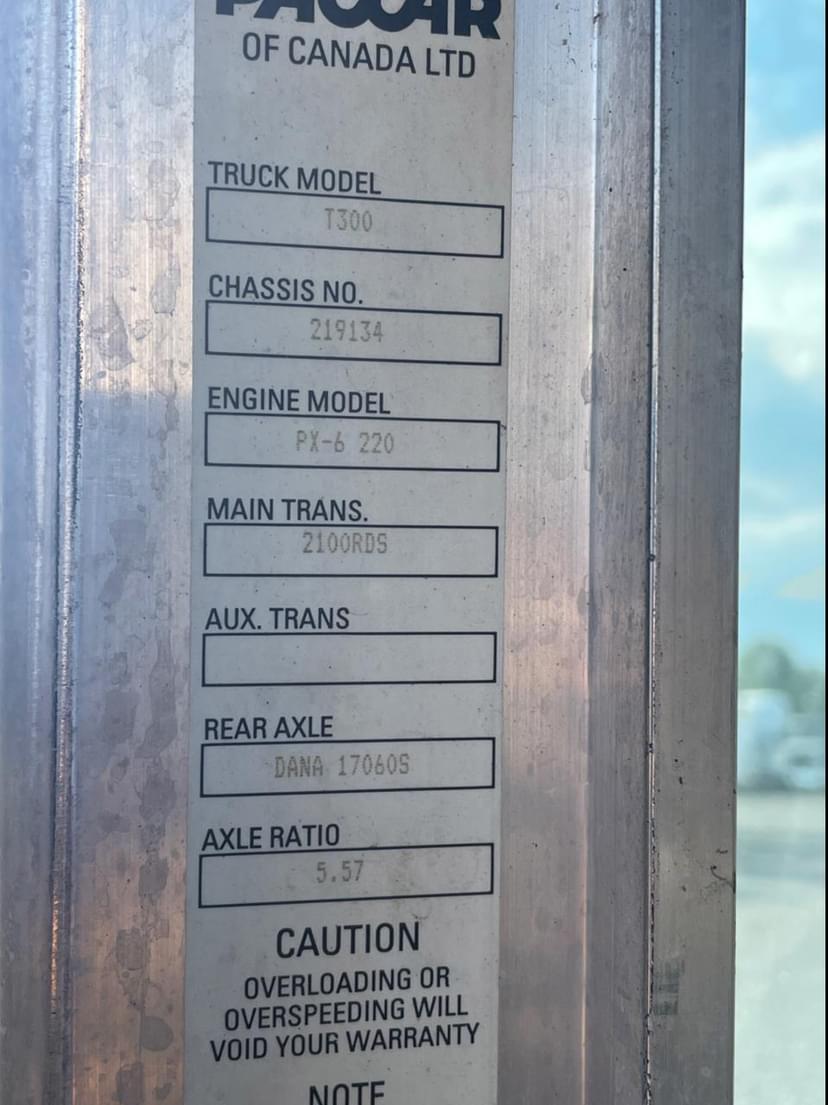 PACCAR
OF CANADA LTD
TRUCK MODEL
T300
CHASSIS NO.
219134
ENGINE MODEL
PX-6 220
MAIN TRANS.
2100RDS
AUX. TRANS
REAR AXLE
DANA 17060S
AXLE RATIO
5.57
CAUTION
OVERLOADING OR
OVERSPEEDING WILL
VOID YOUR WARRANTY
NOTE